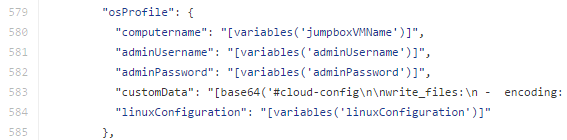 579 "osProfile": {
580 "computername": "[variables('jumpboxVMName')]",
581 "adminUsername": "[variables('adminUsername')]",
582 "adminPassword": "[variables('adminPassword')]",
583 "customData": "[base64('#cloud-config\n\nwrite_files:\n - encoding:
584 "linuxConfiguration": "[variables('linuxConfiguration')]"
585 },